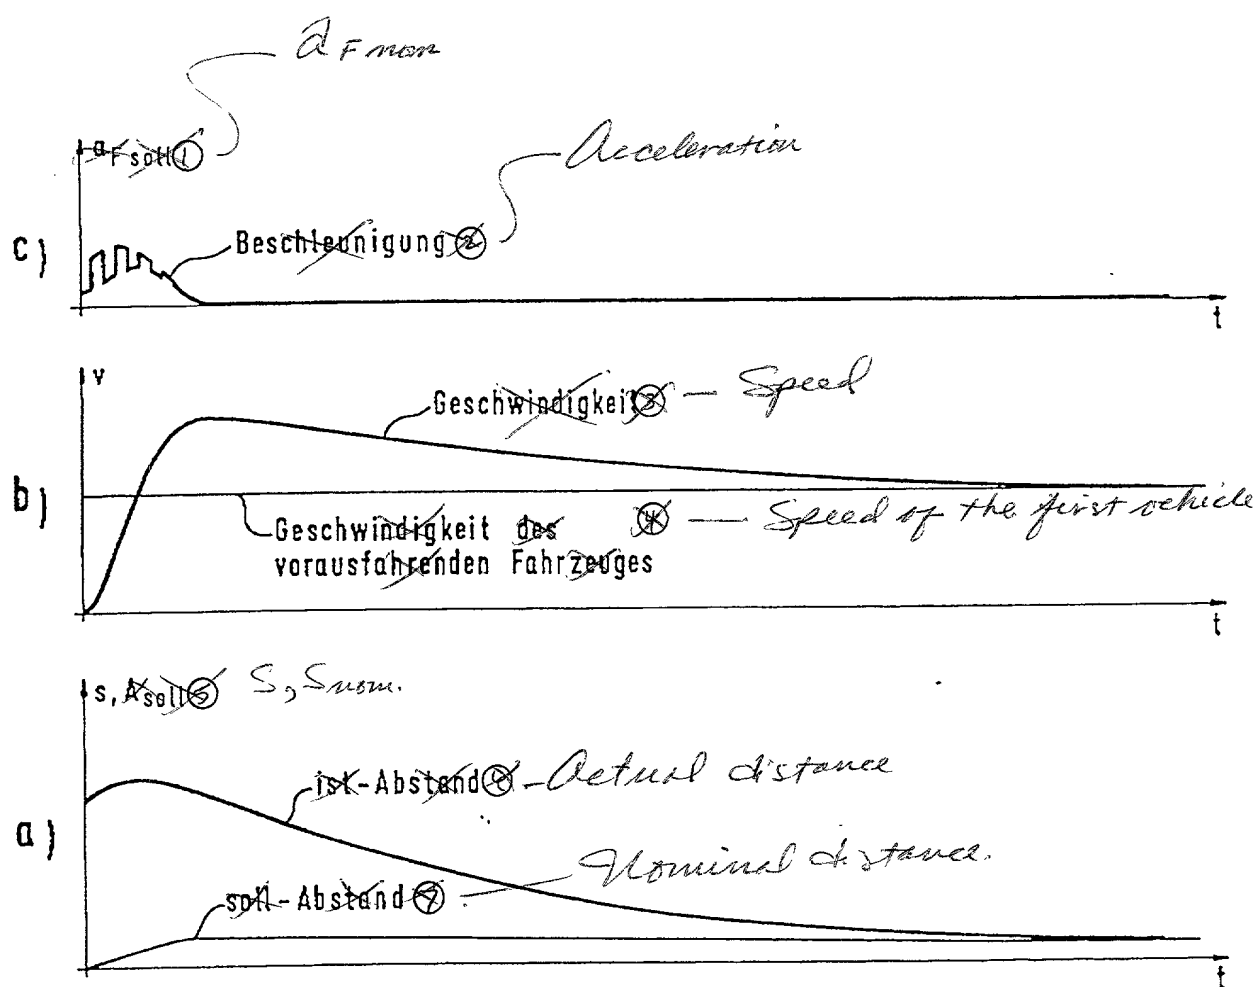 a F nom
a F soll 1
Acceleration
c) Beschleunigung 2
t
v
Geschwindigkeit 3 — Speed
b)
Geschwindigkeit des 4 — Speed of the first vehicle
vorausfahrenden Fahrzeuges
t
s, A soll 5 S, Snom.
ist-Abstand 6 - Actual distance
a)
Nominal distance.
soll-Abstand 7
t